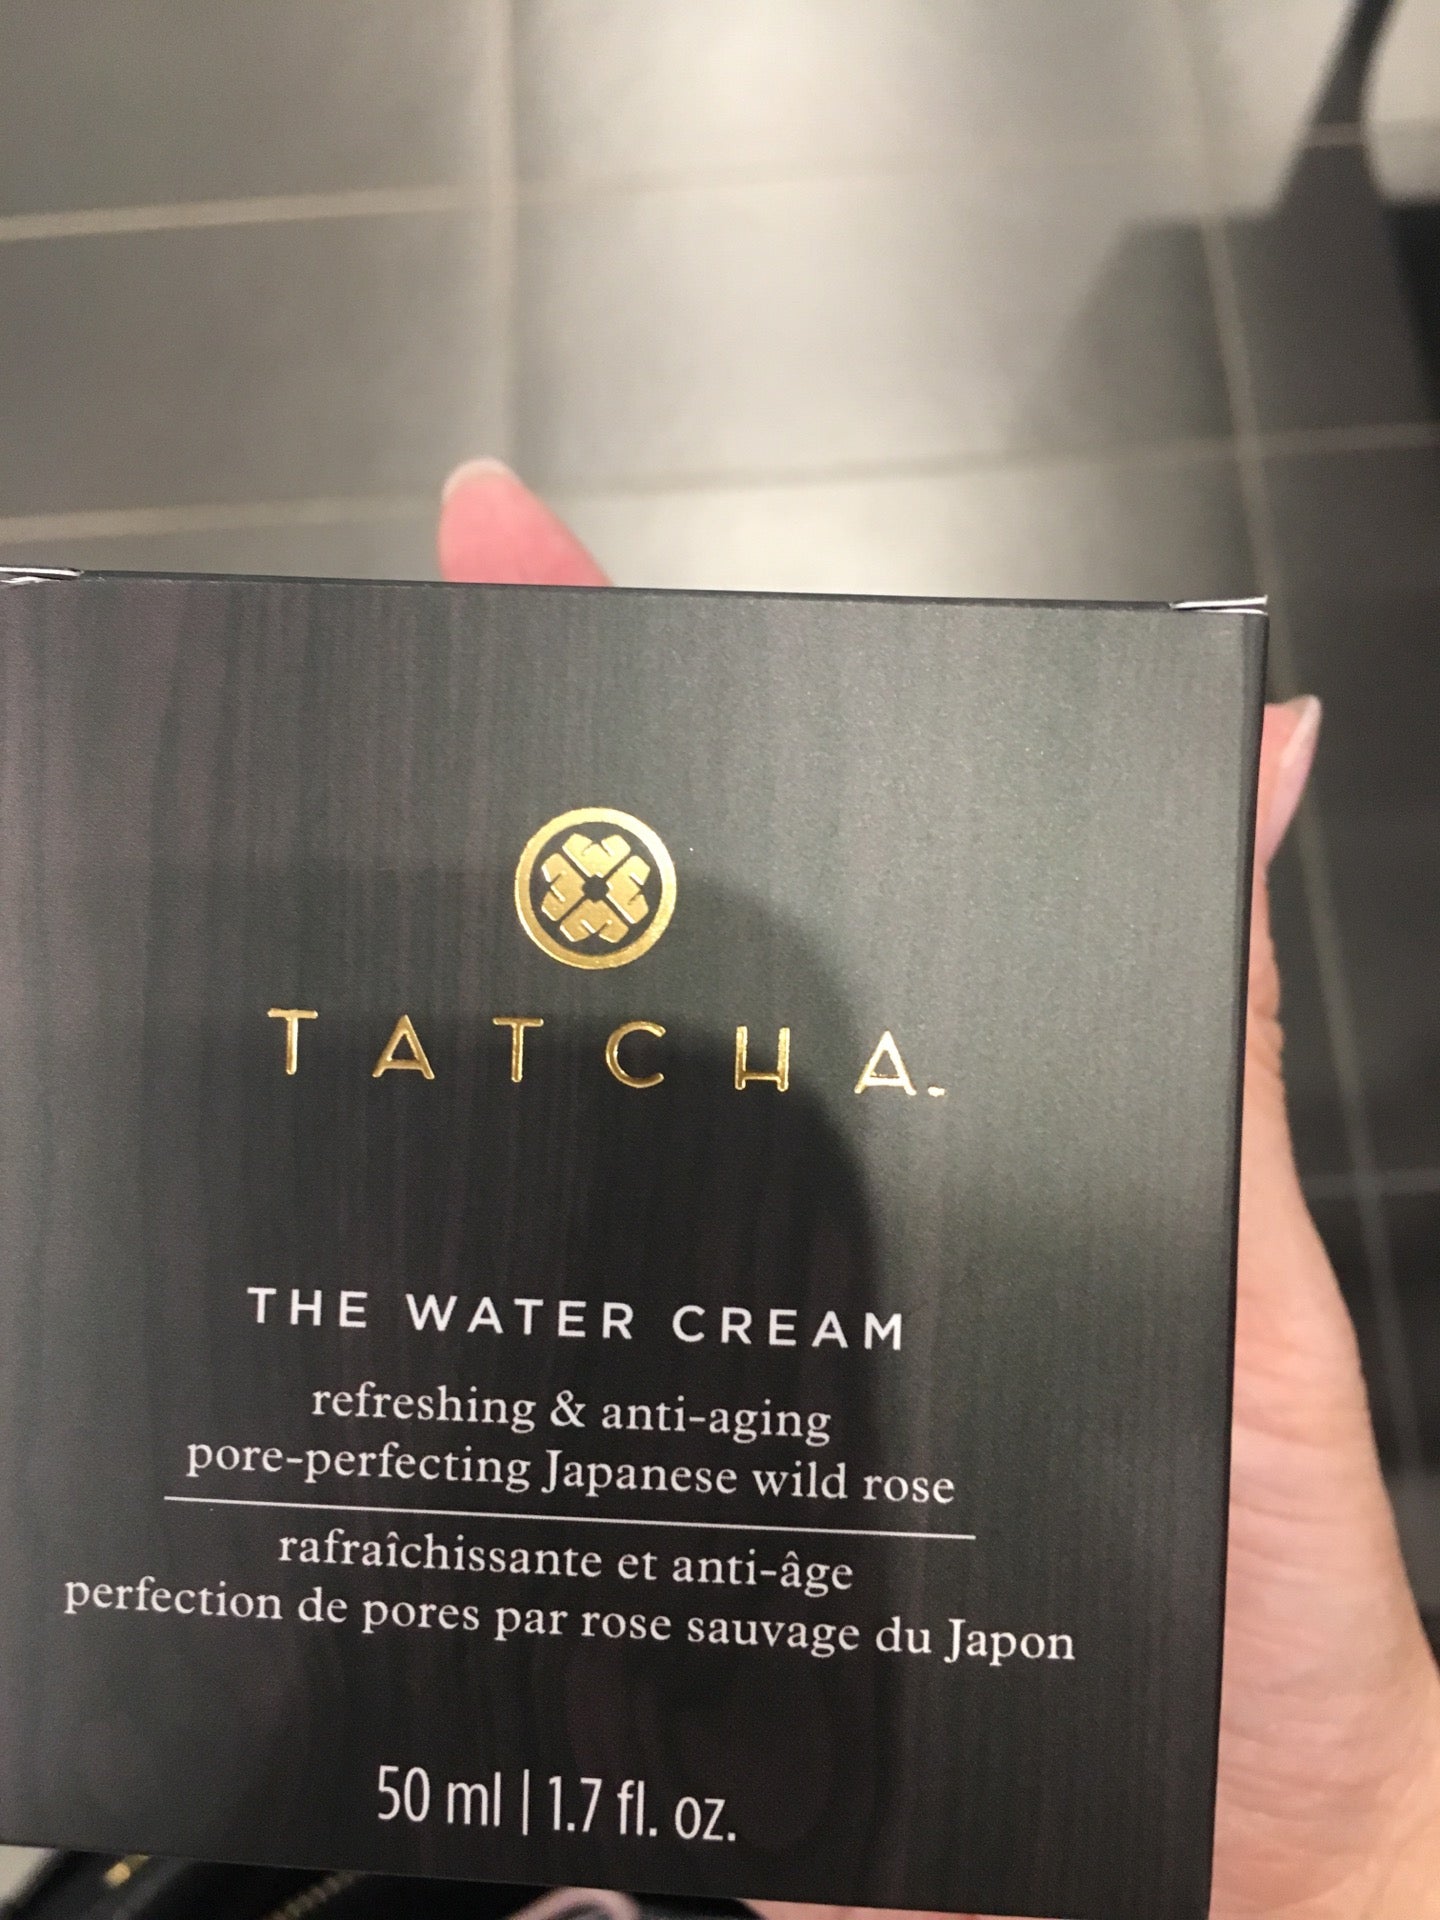 TATCHA
THE WATER CREAM
refreshing & anti-aging
pore-perfecting Japanese wild rose
rafraîchissante et anti-âge
perfection de pores par rose sauvage du Japon
50 ml | 1.7 fl. oz.